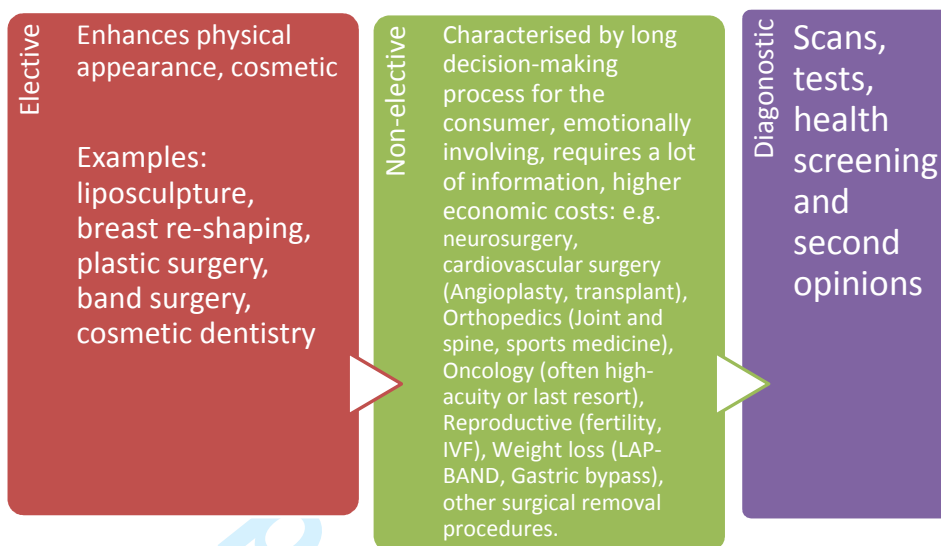 Elective
Enhances physical
appearance, cosmetic
Examples:
liposculpture,
breast re-shaping,
plastic surgery,
band surgery,
cosmetic dentistry
Non-elective
Characterised by long
decision-making
process for the
consumer, emotionally
involving, requires a lot
of information, higher
economic costs: e.g.
neurosurgery,
cardiovascular surgery
(Angioplasty, transplant),
Orthopedics (Joint and
spine, sports medicine),
Oncology (often high-
acuity or last resort),
Reproductive (fertility,
IVF), Weight loss (LAP-
BAND, Gastric bypass),
other surgical removal
procedures.
Diagonostic
Scans,
tests,
health
screening
and
second
opinions